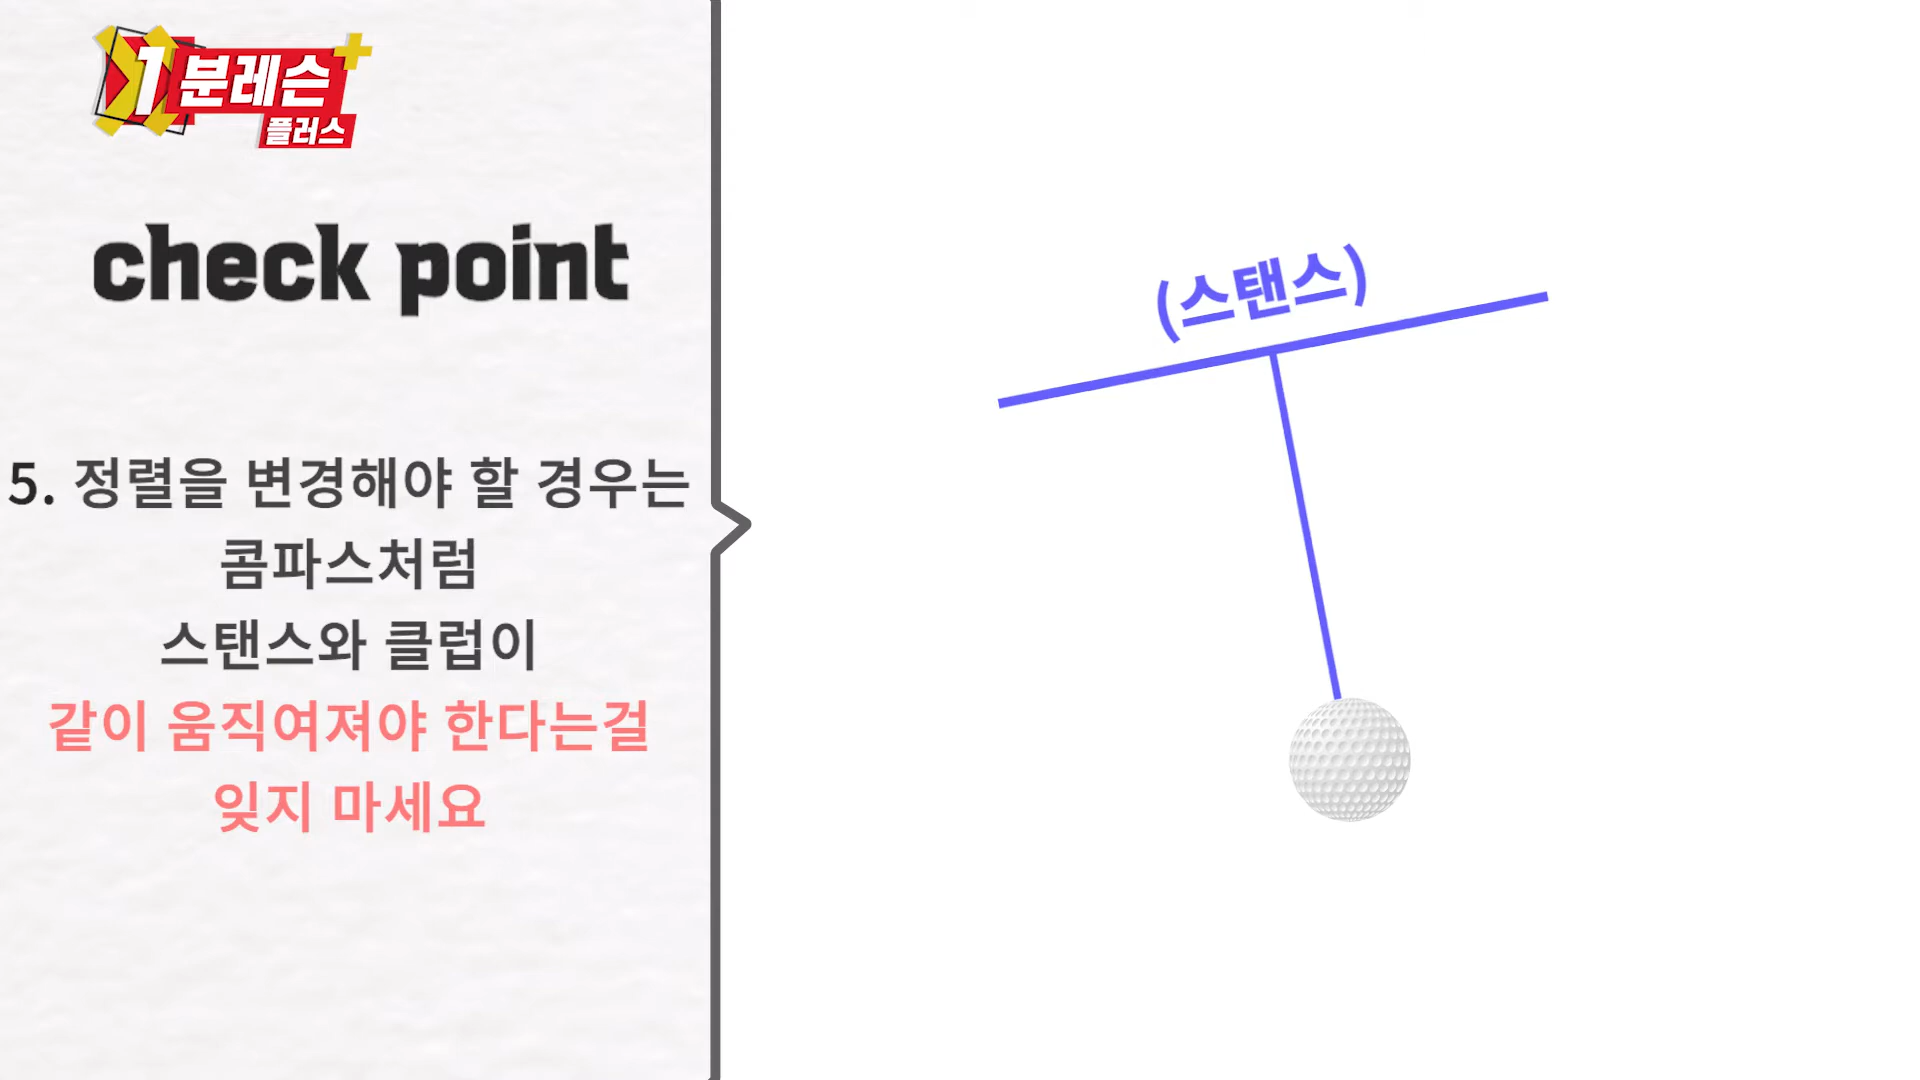 1분레슨+
플러스
check point
5. 정렬을 변경해야 할 경우는
콤파스처럼
스탠스와 클럽이
같이 움직여져야 한다는걸
잊지 마세요
(스탠스)